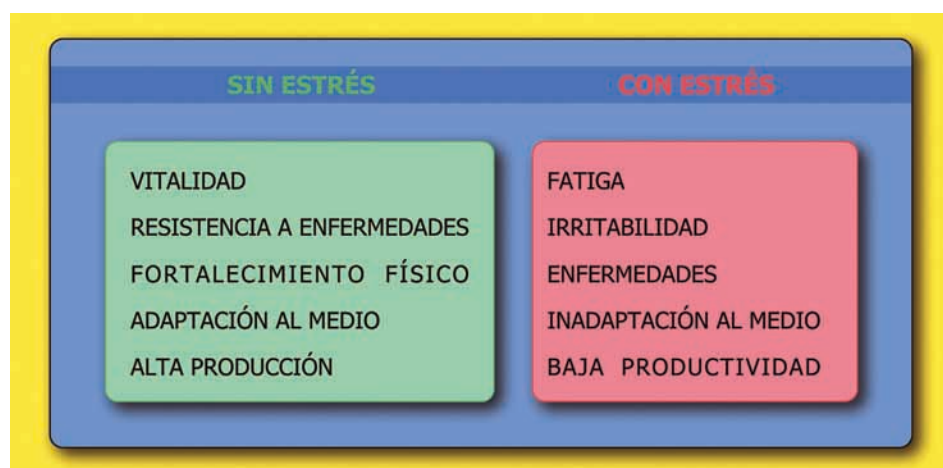 SIN ESTRÉS
CON ESTRÉS
VITALIDAD
RESISTENCIA A ENFERMEDADES
FORTALECIMIENTO FÍSICO
ADAPTACIÓN AL MEDIO
ALTA PRODUCCIÓN
FATIGA
IRRITABILIDAD
ENFERMEDADES
INADAPTACIÓN AL MEDIO
BAJA PRODUCTIVIDAD